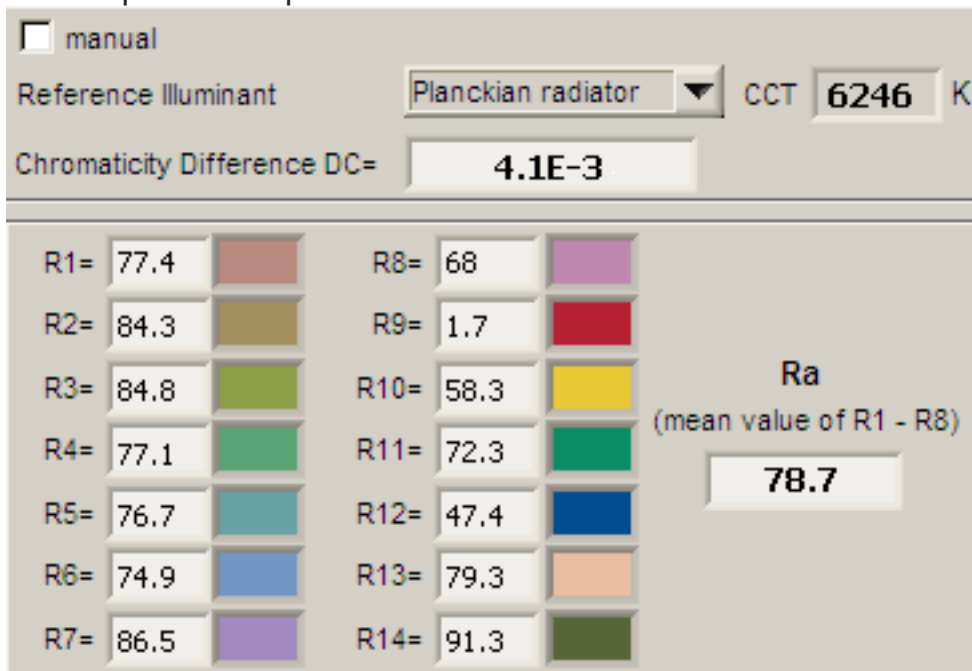 manual
Reference Illuminant Planckian radiator CCT 6246 K
Chromaticity Difference DC= 4.1E-3
R1= 77.4 R8= 68
R2= 84.3 R9= 1.7
R3= 84.8 R10= 58.3
R4= 77.1 R11= 72.3
R5= 76.7 R12= 47.4
R6= 74.9 R13= 79.3
R7= 86.5 R14= 91.3
Ra
(mean value of R1 - R8)
78.7